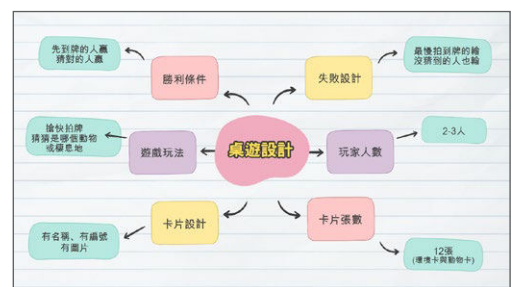 先到牌的人贏
猜對的人贏
勝利條件
失敗設計
最慢拍到牌的輸
沒猜到的人也輸
搶快拍牌
猜猜是哪個動物
或棲息地
遊戲玩法
桌遊設計
玩家人數
2-3人
有名稱、有編號
有圖片
卡片設計
卡片張數
12張
(環境卡與動物卡)